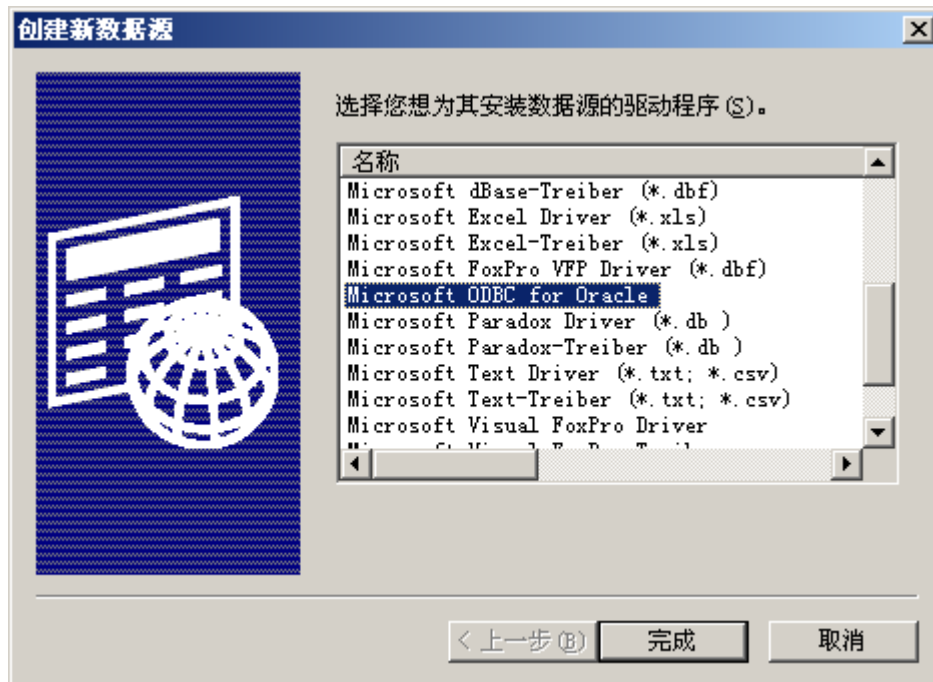 创建新数据源
选择您想为其安装数据源的驱动程序(S)。
名称
Microsoft dBase-Treiber (*.dbf)
Microsoft Excel Driver (*.xls)
Microsoft Excel-Treiber (*.xls)
Microsoft FoxPro VFP Driver (*.dbf)
Microsoft ODBC for Oracle
Microsoft Paradox Driver (*.db )
Microsoft Paradox-Treiber (*.db )
Microsoft Text Driver (*.txt; *.csv)
Microsoft Text-Treiber (*.txt; *.csv)
Microsoft Visual FoxPro Driver
< 上一步(B) 完成 取消